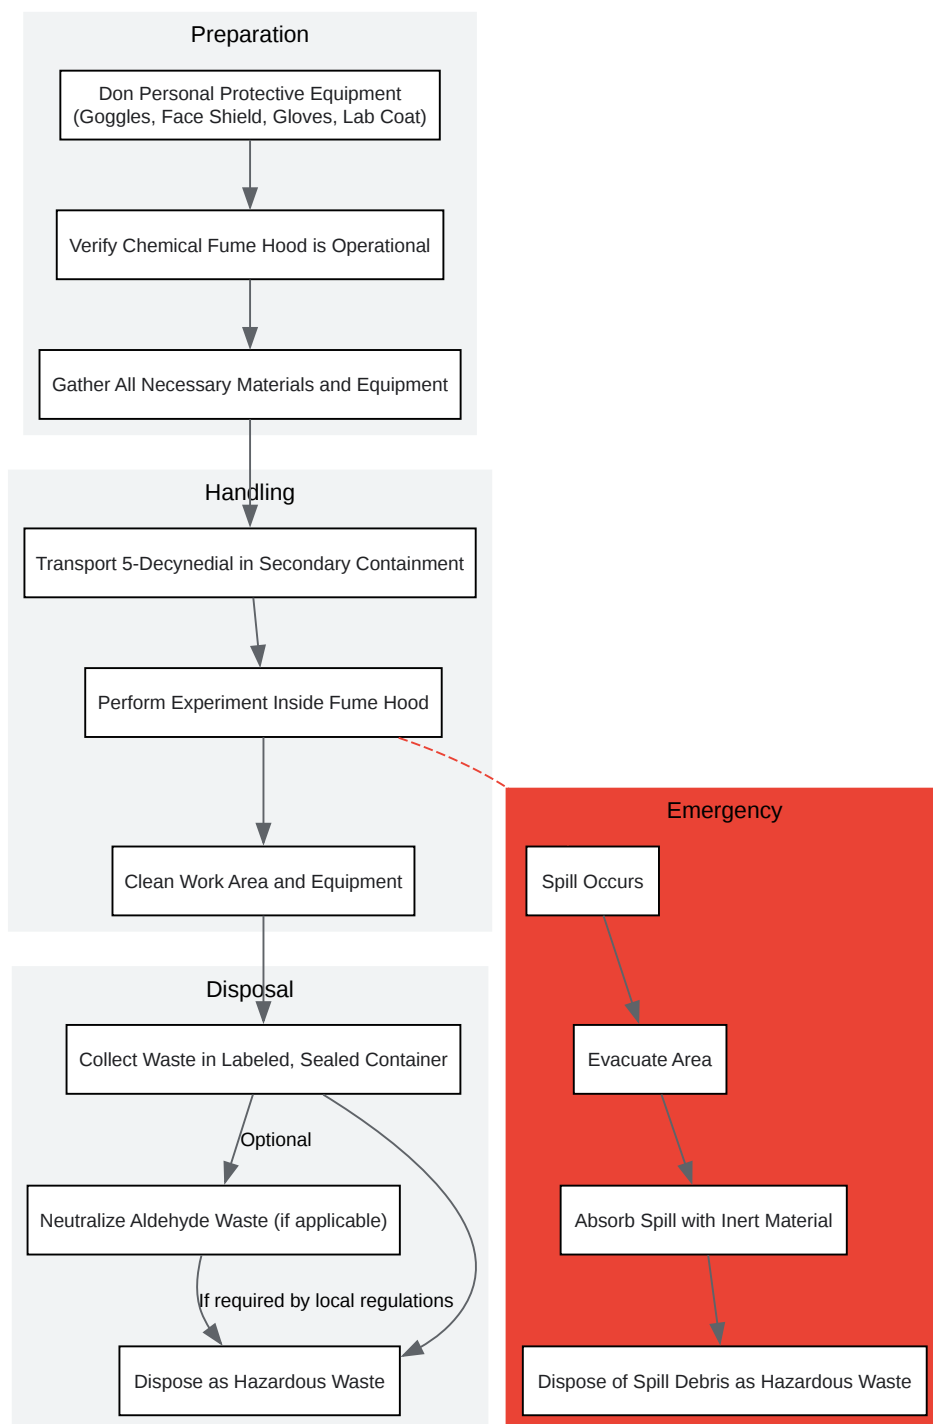 Preparation
Don Personal Protective Equipment
(Goggles, Face Shield, Gloves, Lab Coat)
Verify Chemical Fume Hood is Operational
Gather All Necessary Materials and Equipment
Handling
Transport 5-Decynedial in Secondary Containment
Perform Experiment Inside Fume Hood
Clean Work Area and Equipment
Disposal
Collect Waste in Labeled, Sealed Container
Optional
Neutralize Aldehyde Waste (if applicable)
If required by local regulations
Dispose as Hazardous Waste
Emergency
Spill Occurs
Evacuate Area
Absorb Spill with Inert Material
Dispose of Spill Debris as Hazardous Waste